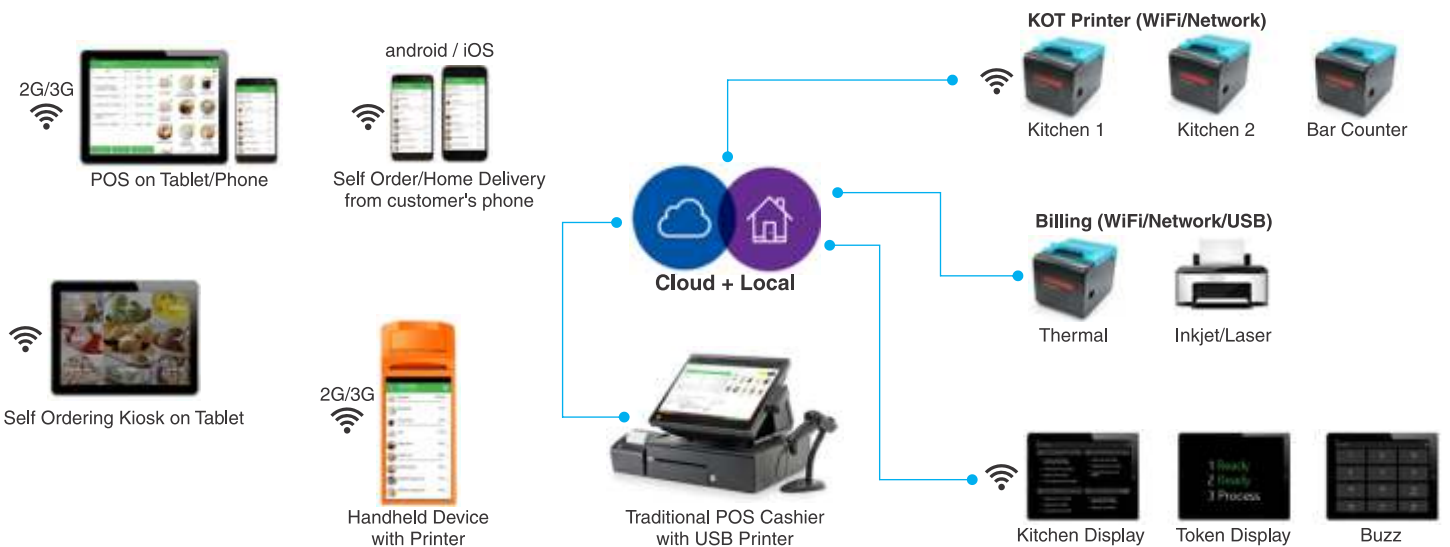 KOT Printer (WiFi/Network)
android / iOS
2G/3G
Kitchen 1
Kitchen 2
Bar Counter
POS on Tablet/Phone
Self Order/Home Delivery
from customer's phone
Billing (WiFi/Network/USB)
Cloud + Local
Thermal
Inkjet/Laser
2G/3G
Self Ordering Kiosk on Tablet
1 Ready
2 Ready
3 Process
Handheld Device
with Printer
Traditional POS Cashier
with USB Printer
Kitchen Display
Token Display
Buzz